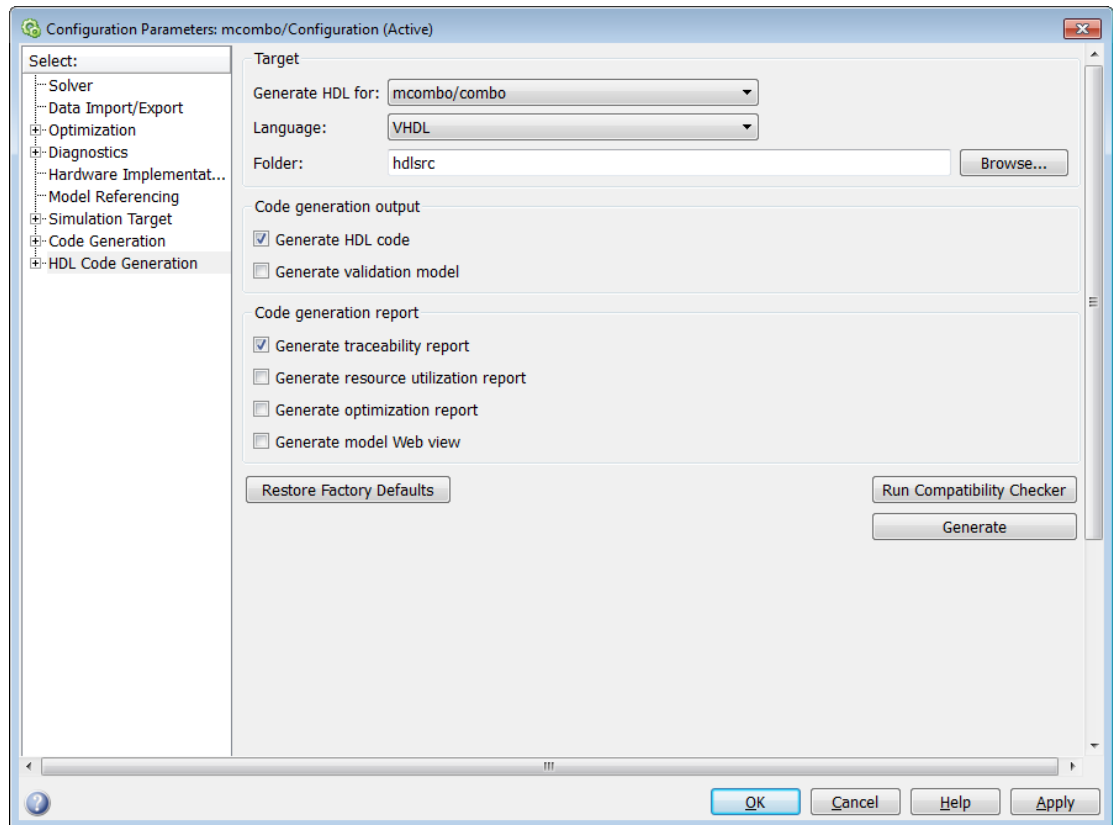 Configuration Parameters: mcombo/Configuration (Active)
Select:
Solver
Data Import/Export
Optimization
Diagnostics
Hardware Implementat...
Model Referencing
Simulation Target
Code Generation
HDL Code Generation
Target
Generate HDL for: mcombo/combo
Language: VHDL
Folder: hdlsrc Browse...
Code generation output
Generate HDL code
Generate validation model
Code generation report
Generate traceability report
Generate resource utilization report
Generate optimization report
Generate model Web view
Restore Factory Defaults Run Compatibility Checker
Generate
OK Cancel Help Apply